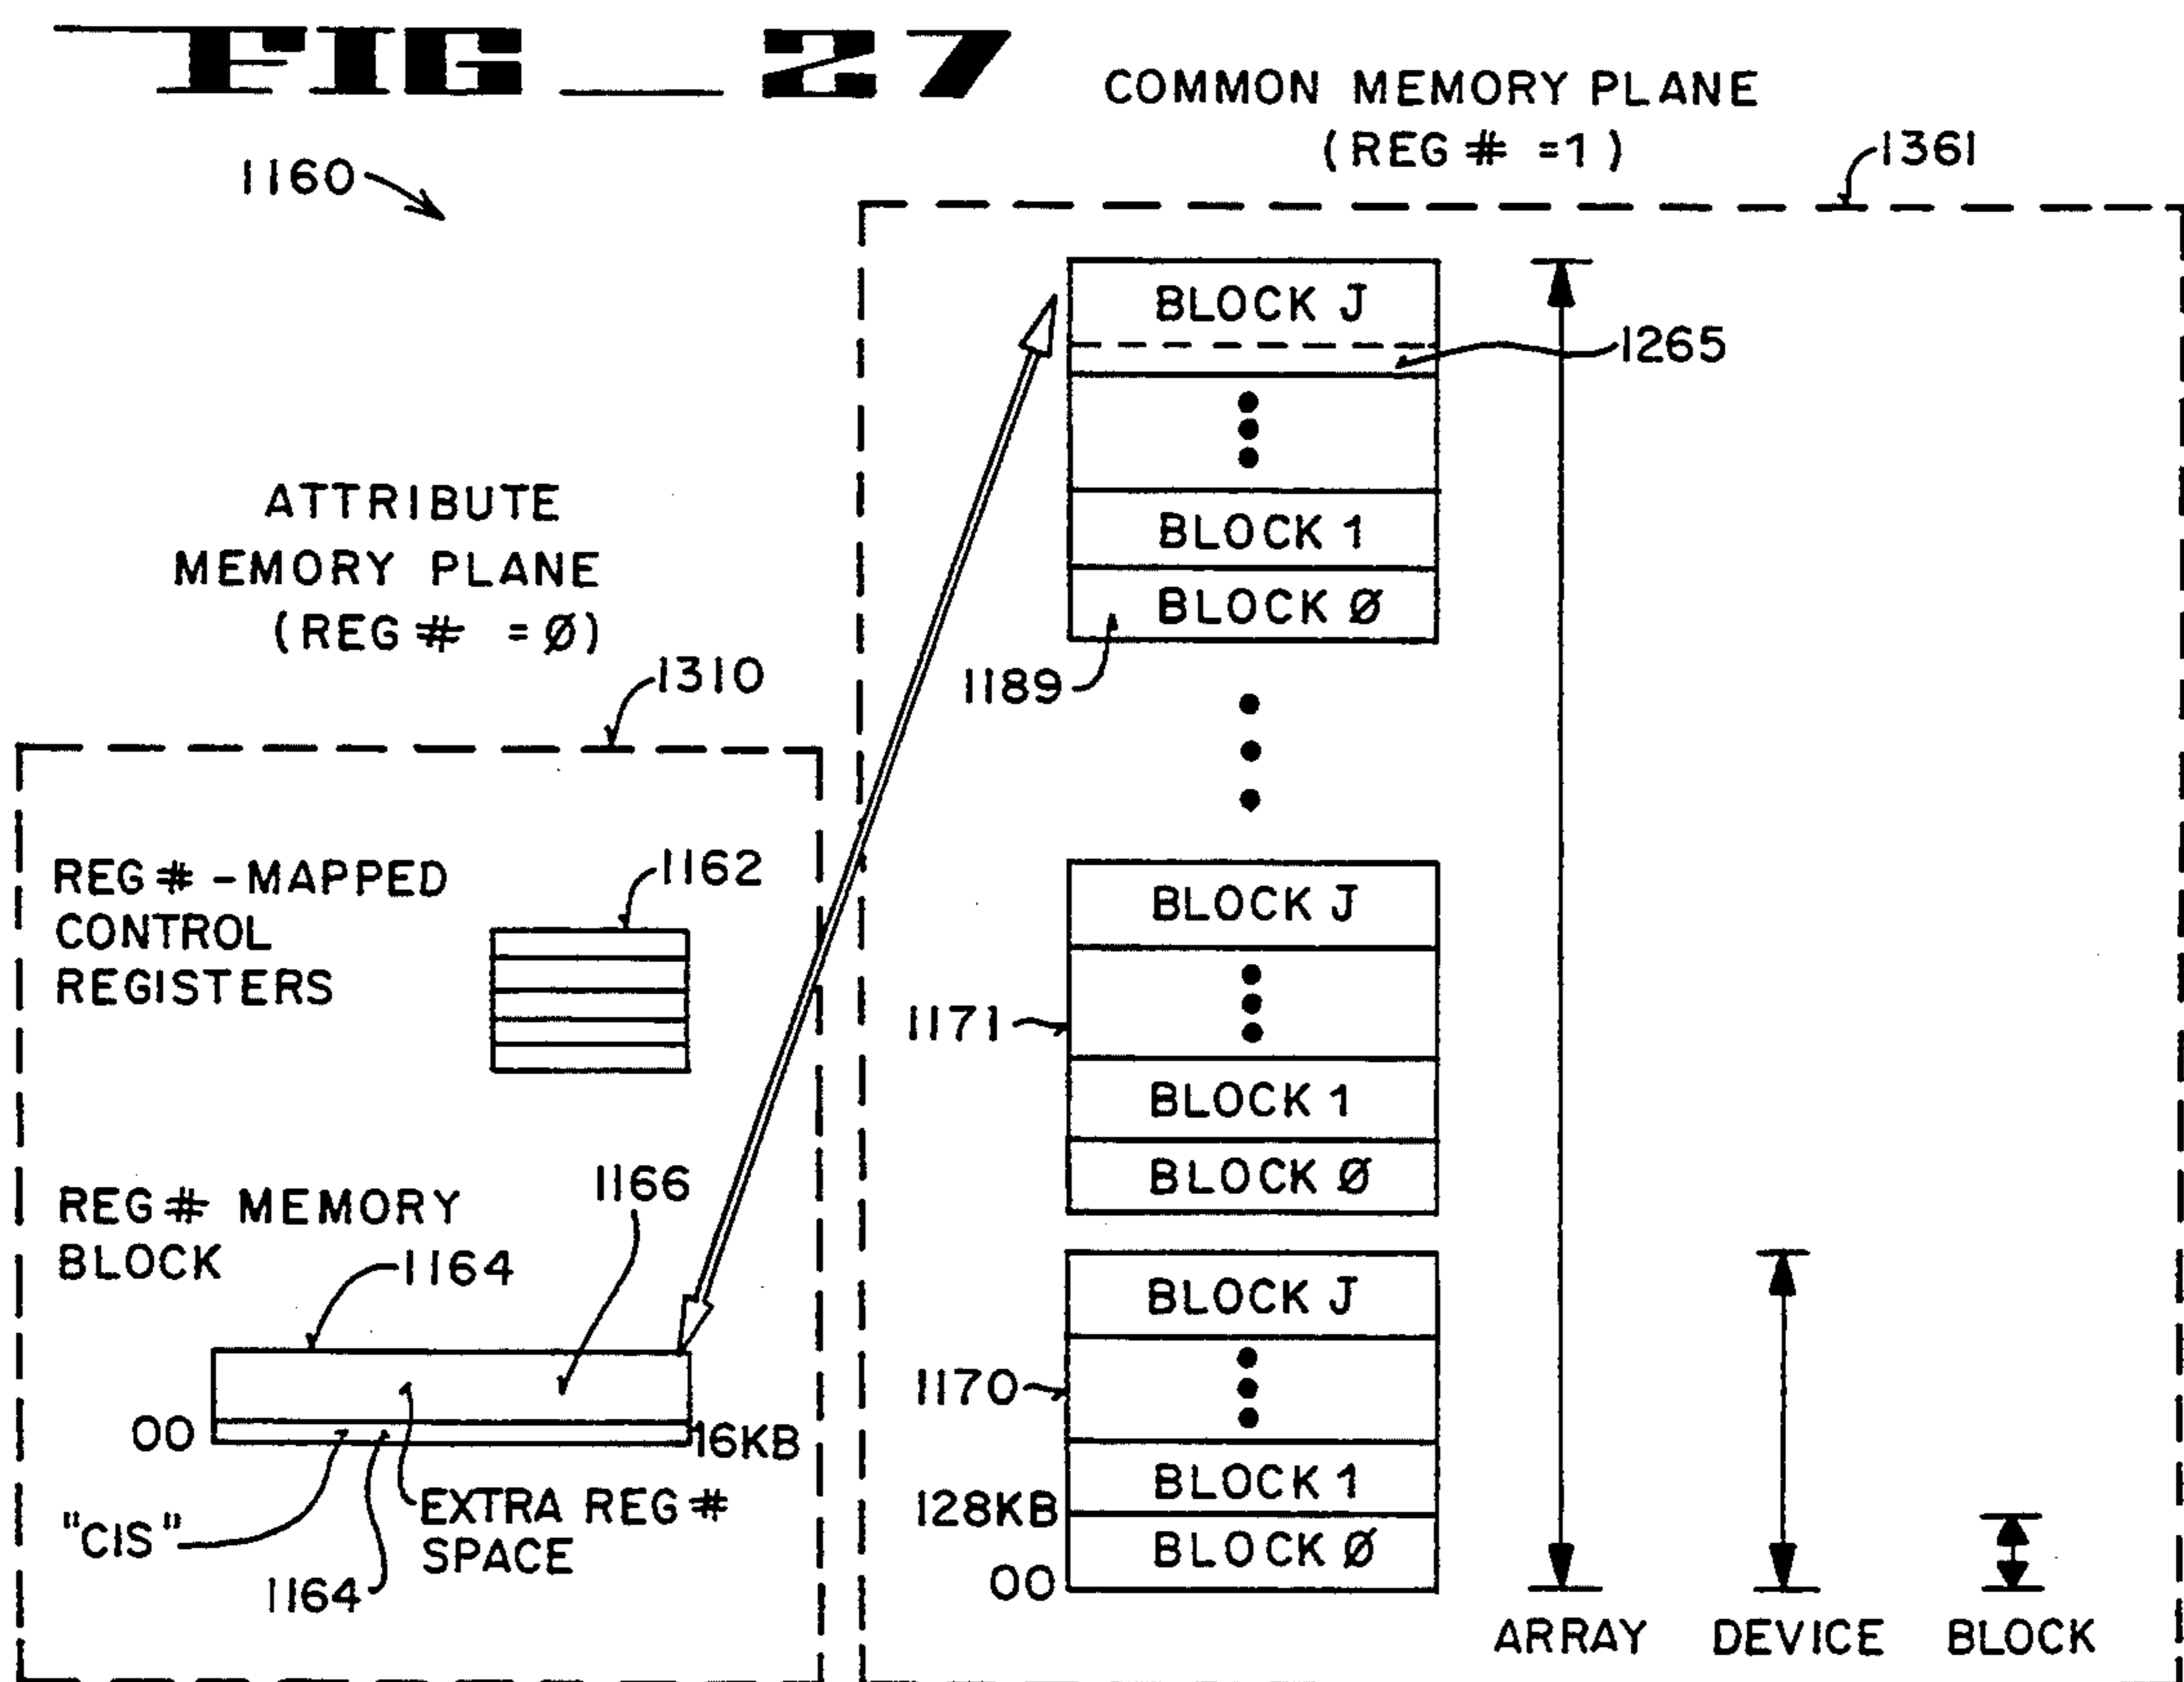 FIG__27
COMMON MEMORY PLANE
(REG # =1)
1160
1361
BLOCK J
1265
BLOCK 1
BLOCK Ø
1189
ATTRIBUTE
MEMORY PLANE
(REG # =Ø)
1310
REG # -MAPPED
CONTROL
REGISTERS
1162
BLOCK J
1171
BLOCK 1
BLOCK Ø
REG # MEMORY
BLOCK
1166
1164
00
16KB
"CIS"
EXTRA REG #
SPACE
1164
BLOCK J
1170
BLOCK 1
128KB
BLOCK Ø
00
ARRAY
DEVICE
BLOCK